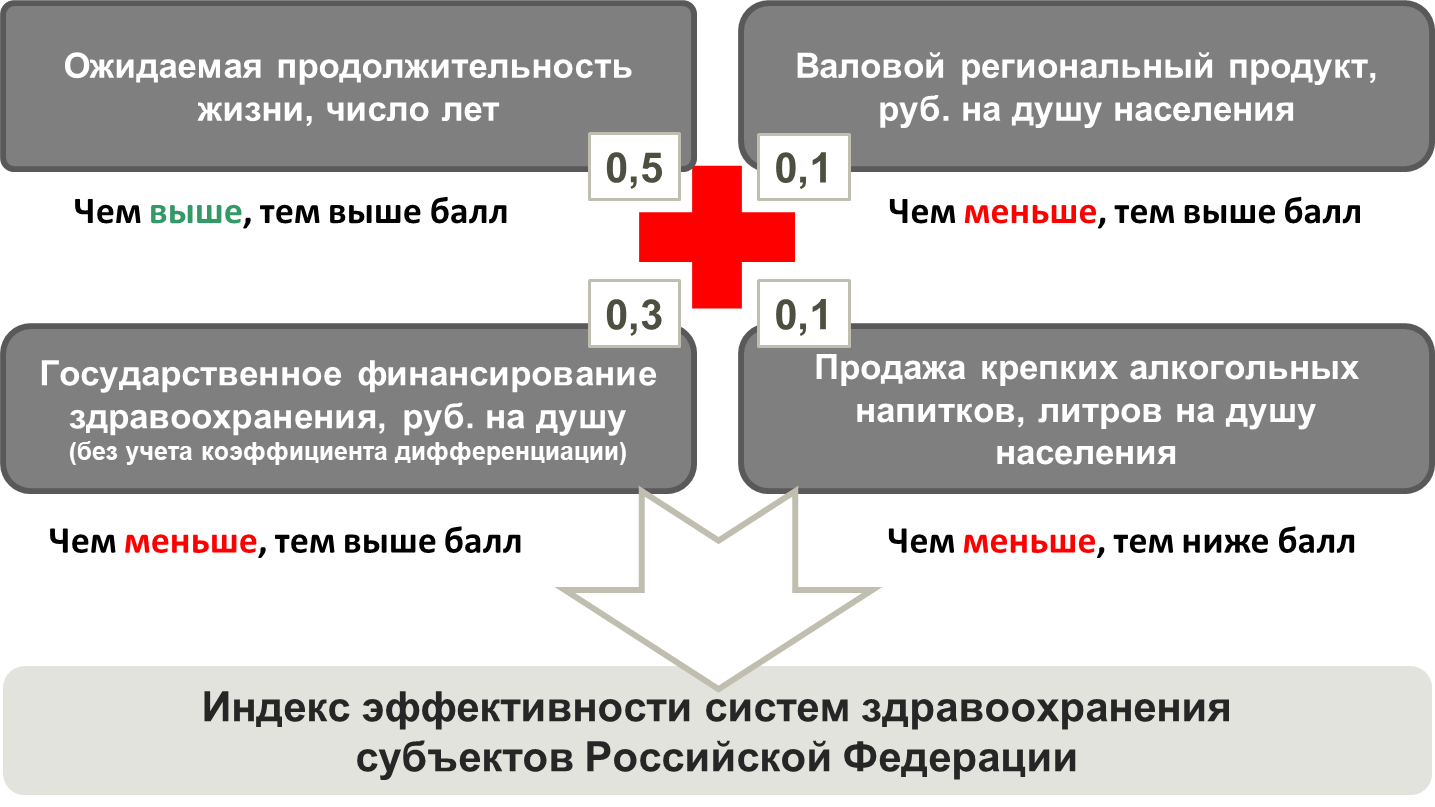 Ожидаемая продолжительность
жизни, число лет
0,5
Чем выше, тем выше балл
Валовой региональный продукт,
руб. на душу населения
0,1
Чем меньше, тем выше балл
0,3
Государственное финансирование
здравоохранения, руб. на душу
(без учета коэффициента дифференциации)
Чем меньше, тем выше балл
0,1
Продажа крепких алкогольных
напитков, литров на душу
населения
Чем меньше, тем ниже балл
Индекс эффективности систем здравоохранения
субъектов Российской Федерации